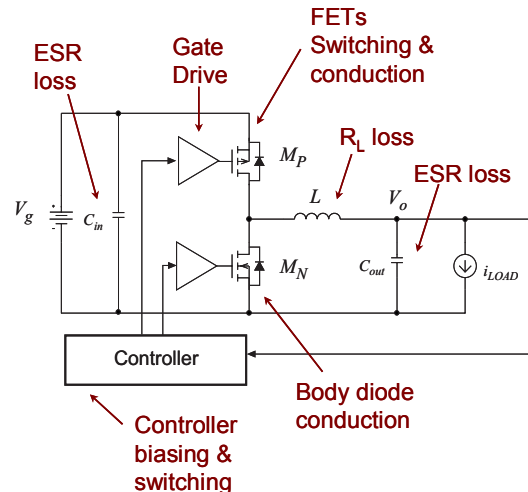 FETs
Switching &
conduction
Gate
Drive
ESR
loss
R_L loss
ESR loss
M_P
L
V_o
V_g
C_in
M_N
C_out
i_LOAD
Controller
Body diode
conduction
Controller
biasing &
switching